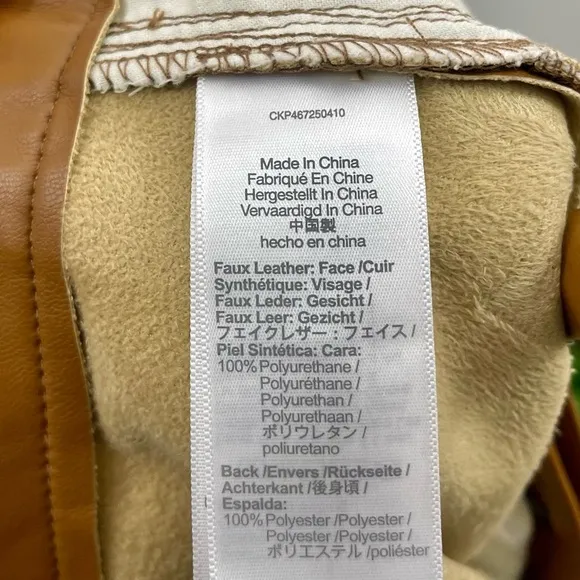 CKP467250410
Made In China
Fabriqué En Chine
Hergestellt In China
Vervaardigd In China
中国製
hecho en china
Faux Leather: Face /Cuir
Synthétique: Visage /
Faux Leder: Gesicht /
Faux Leer: Gezicht /
フェイクレザー：フェイス /
Piel Sintética: Cara:
100% Polyurethane /
Polyuréthane /
Polyurethan /
Polyurethaan /
ポリウレタン /
poliuretano
Back /Envers /Rückseite /
Achterkant /後身頃 /
Espalda:
100% Polyester /Polyester /
Polyester /Polyester /
ポリエステル /poliéster